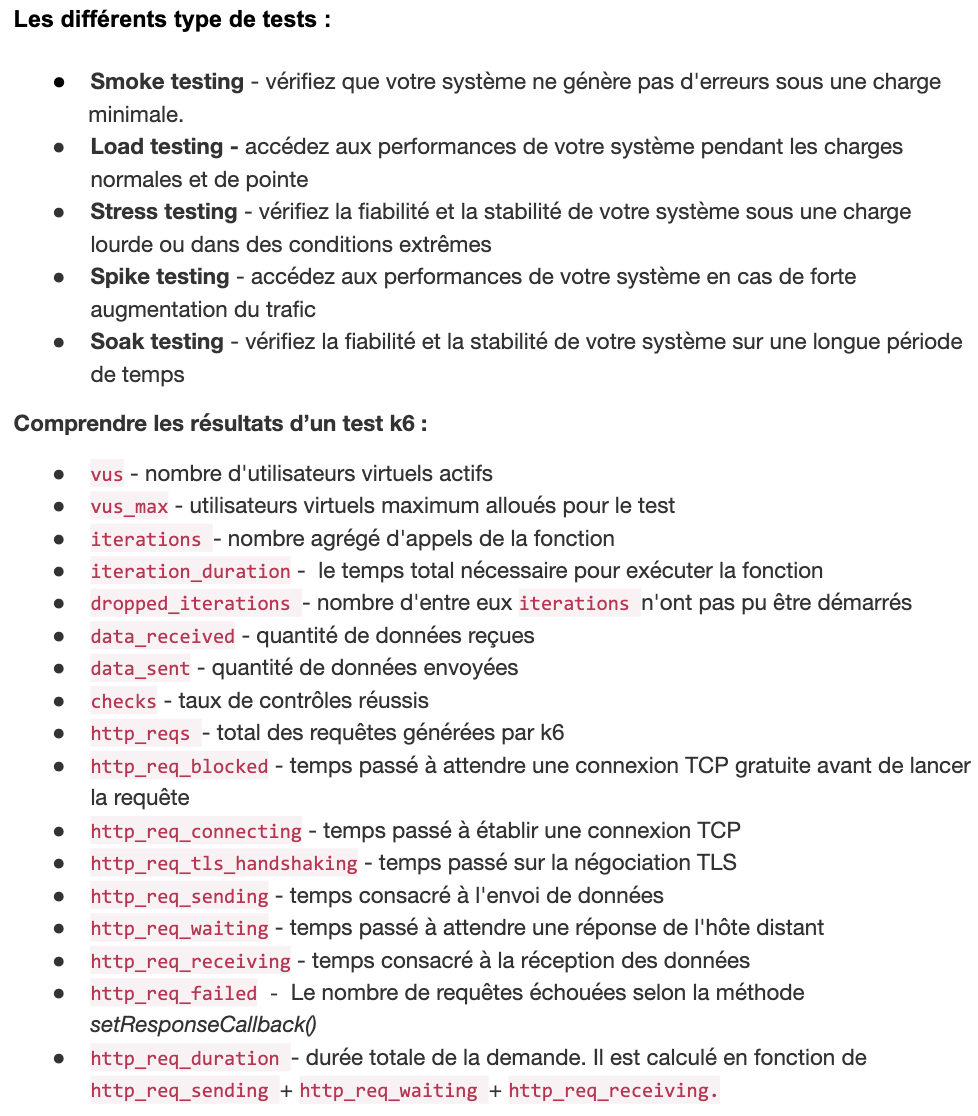 Les différents type de tests :
● Smoke testing - vérifiez que votre système ne génère pas d'erreurs sous une charge
minimale.
● Load testing - accédez aux performances de votre système pendant les charges
normales et de pointe
● Stress testing - vérifiez la fiabilité et la stabilité de votre système sous une charge
lourde ou dans des conditions extrêmes
● Spike testing - accédez aux performances de votre système en cas de forte
augmentation du trafic
● Soak testing - vérifiez la fiabilité et la stabilité de votre système sur une longue période
de temps
Comprendre les résultats d’un test k6 :
● vus - nombre d'utilisateurs virtuels actifs
● vus_max - utilisateurs virtuels maximum alloués pour le test
● iterations - nombre agrégé d'appels de la fonction
● iteration_duration - le temps total nécessaire pour exécuter la fonction
● dropped_iterations - nombre d'entre eux iterations n'ont pas pu être démarrés
● data_received - quantité de données reçues
● data_sent - quantité de données envoyées
● checks - taux de contrôles réussis
● http_reqs - total des requêtes générées par k6
● http_req_blocked - temps passé à attendre une connexion TCP gratuite avant de lancer
la requête
● http_req_connecting - temps passé à établir une connexion TCP
● http_req_tls_handshaking - temps passé sur la négociation TLS
● http_req_sending - temps consacré à l'envoi de données
● http_req_waiting - temps passé à attendre une réponse de l'hôte distant
● http_req_receiving - temps consacré à la réception des données
● http_req_failed - Le nombre de requêtes échouées selon la méthode
setResponseCallback()
● http_req_duration - durée totale de la demande. Il est calculé en fonction de
http_req_sending + http_req_waiting + http_req_receiving.